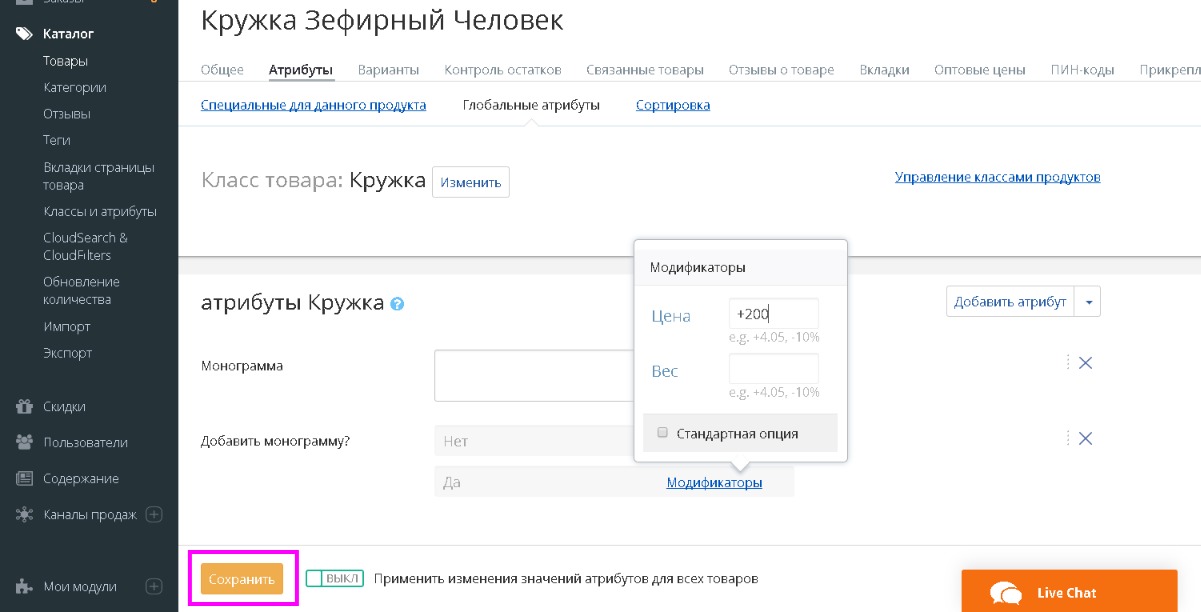 Заказы
Каталог
Товары
Категории
Отзывы
Теги
Вкладки страницы
товара
Классы и атрибуты
CloudSearch &
CloudFilters
Обновление
количества
Импорт
Экспорт
Скидки
Пользователи
Содержание
Каналы продаж
Мои модули
Кружка Зефирный Человек
Общее Атрибуты Варианты Контроль остатков Связанные товары Отзывы о товаре Вкладки Оптовые цены ПИН-коды Прикрепл
Специальные для данного продукта Глобальные атрибуты Сортировка
Класс товара: Кружка Изменить Управление классами продуктов
Модификаторы
Цена +200
e.g. +4.05, -10%
Вес
e.g. +4.05, -10%
Стандартная опция
атрибуты Кружка ? Добавить атрибут
Монограмма
Добавить монограмму? Нет
Да Модификаторы
Сохранить ВЫКЛ Применить изменения значений атрибутов для всех товаров
Live Chat